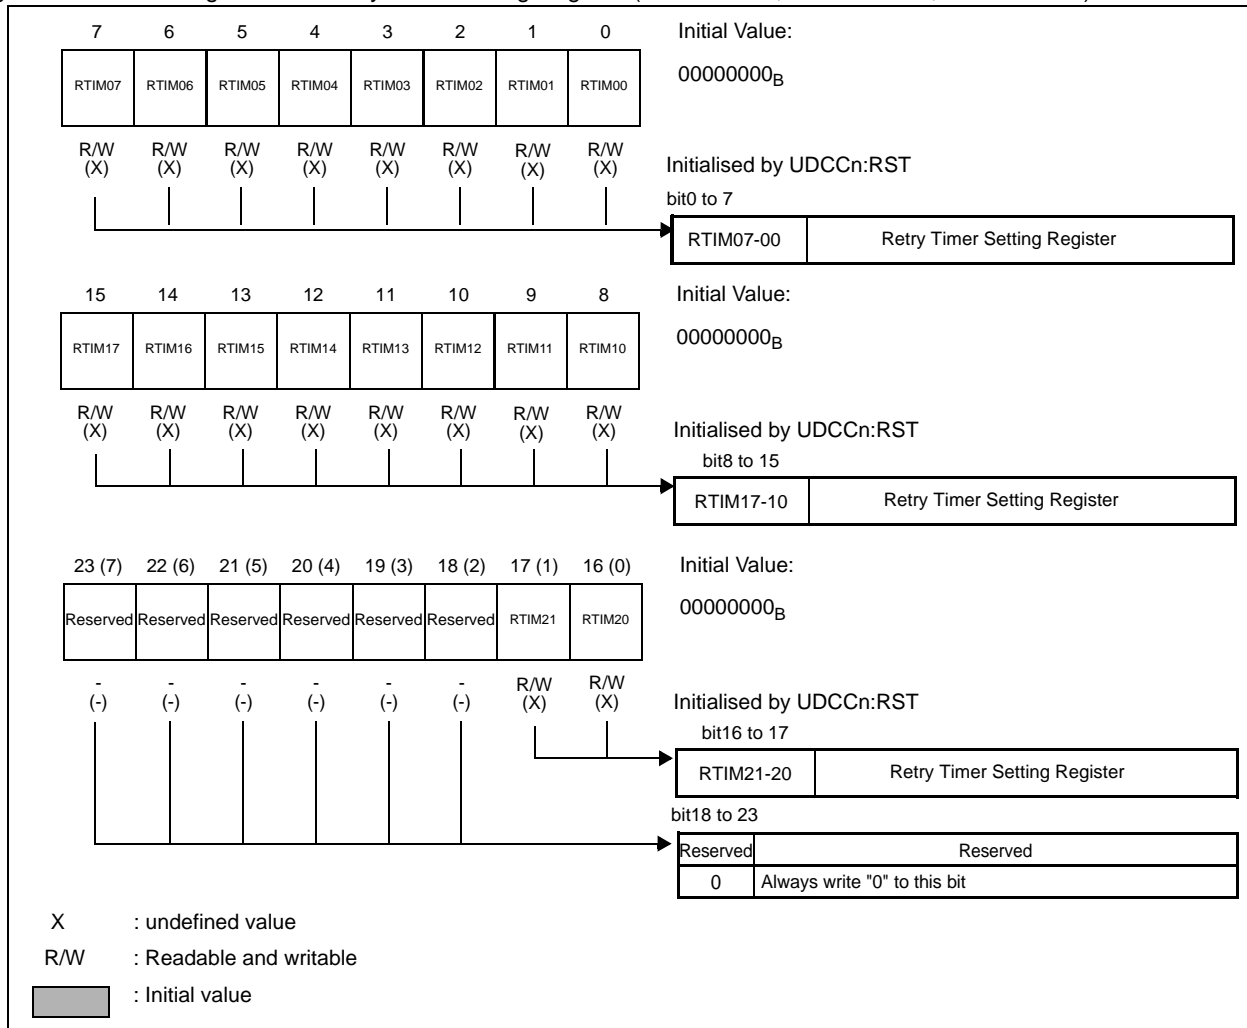 7 6 5 4 3 2 1 0 Initial Value:
RTIM07 RTIM06 RTIM05 RTIM04 RTIM03 RTIM02 RTIM01 RTIM00 00000000B
R/W R/W R/W R/W R/W R/W R/W R/W
(X) (X) (X) (X) (X) (X) (X) (X) Initialised by UDCCn:RST
bit0 to 7
RTIM07-00 Retry Timer Setting Register
15 14 13 12 11 10 9 8 Initial Value:
RTIM17 RTIM16 RTIM15 RTIM14 RTIM13 RTIM12 RTIM11 RTIM10 00000000B
R/W R/W R/W R/W R/W R/W R/W R/W
(X) (X) (X) (X) (X) (X) (X) (X) Initialised by UDCCn:RST
bit8 to 15
RTIM17-10 Retry Timer Setting Register
23 (7) 22 (6) 21 (5) 20 (4) 19 (3) 18 (2) 17 (1) 16 (0) Initial Value:
Reserved Reserved Reserved Reserved Reserved Reserved RTIM21 RTIM20 00000000B
- - - - - - R/W R/W
(-) (-) (-) (-) (-) (-) (X) (X) Initialised by UDCCn:RST
bit16 to 17
RTIM21-20 Retry Timer Setting Register
bit18 to 23
Reserved Reserved
0 Always write "0" to this bit
X : undefined value
R/W : Readable and writable
: Initial value